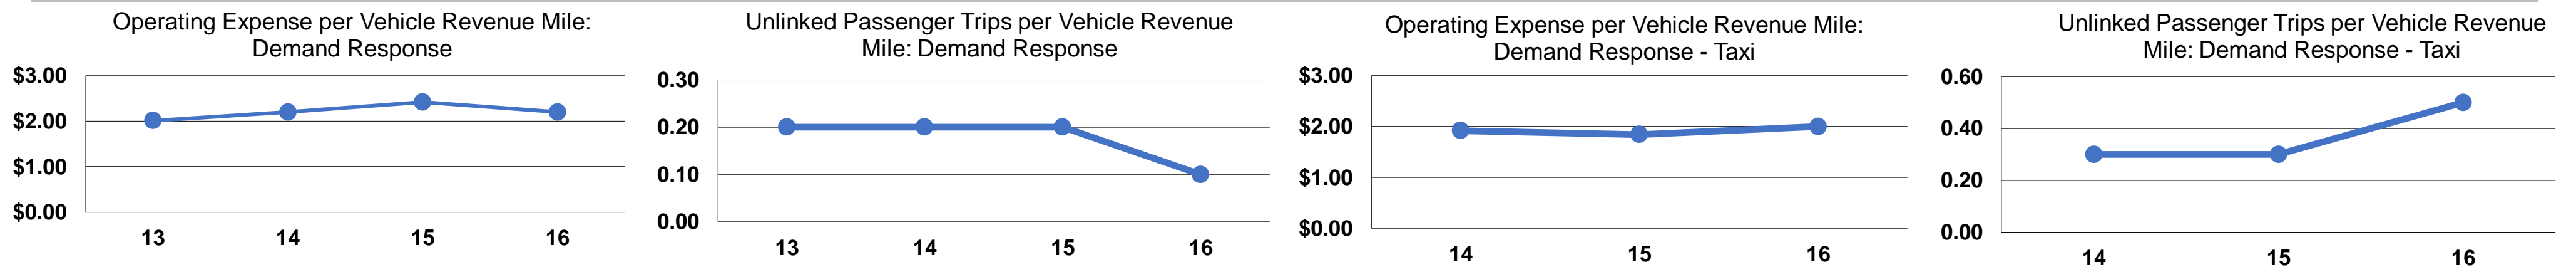 Operating Expense per Vehicle Revenue Mile:
Demand Response
$3.00
$2.00
$1.00
$0.00
13 14 15 16
Unlinked Passenger Trips per Vehicle Revenue
Mile: Demand Response
0.30
0.20
0.10
0.00
13 14 15 16
Operating Expense per Vehicle Revenue Mile:
Demand Response - Taxi
$3.00
$2.00
$1.00
$0.00
14 15 16
Unlinked Passenger Trips per Vehicle Revenue
Mile: Demand Response - Taxi
0.60
0.40
0.20
0.00
14 15 16